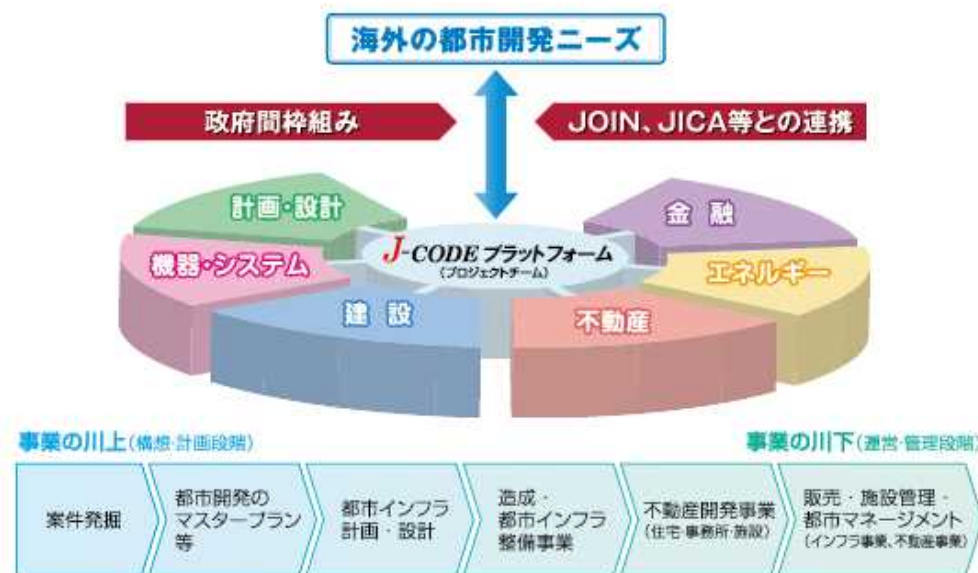 海外の都市開発ニーズ
政府間枠組み
JOIN、JICA等との連携
計画・設計
金 融
機器・システム
J-CODE プラットフォーム
(プロジェクトチーム)
エネルギー
建 設
不動産
事業の川上(構想・計画段階)
事業の川下(運営・管理段階)
案件発掘
都市開発の
マスタープラン
等
都市インフラ
計画・設計
造成・
都市インフラ
整備事業
不動産開発事業
(住宅・事務所・施設)
販売・施設管理・
都市マネージメント
(インフラ事業、不動産事業)